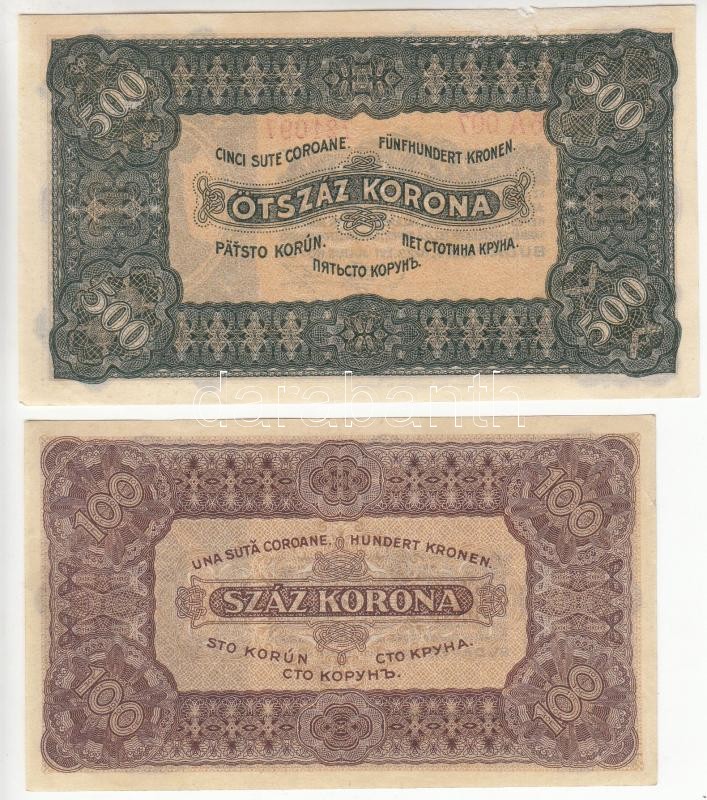 500 500
CINCI SUTE COROANE. FÜNFHUNDERT KRONEN.
ÖTSZÁZ KORONA
PÄŤSTO KORÚN. ПЕТ СТОТИНА КРУНА.
ПЯТЬСТО КОРУНЪ.
500 500
darabanth
100 100
UNA SUTĂ COROANE. HUNDERT KRONEN.
SZÁZ KORONA
STO KORÚN СТО КРУНА.
СТО КОРУНЪ.
100 100